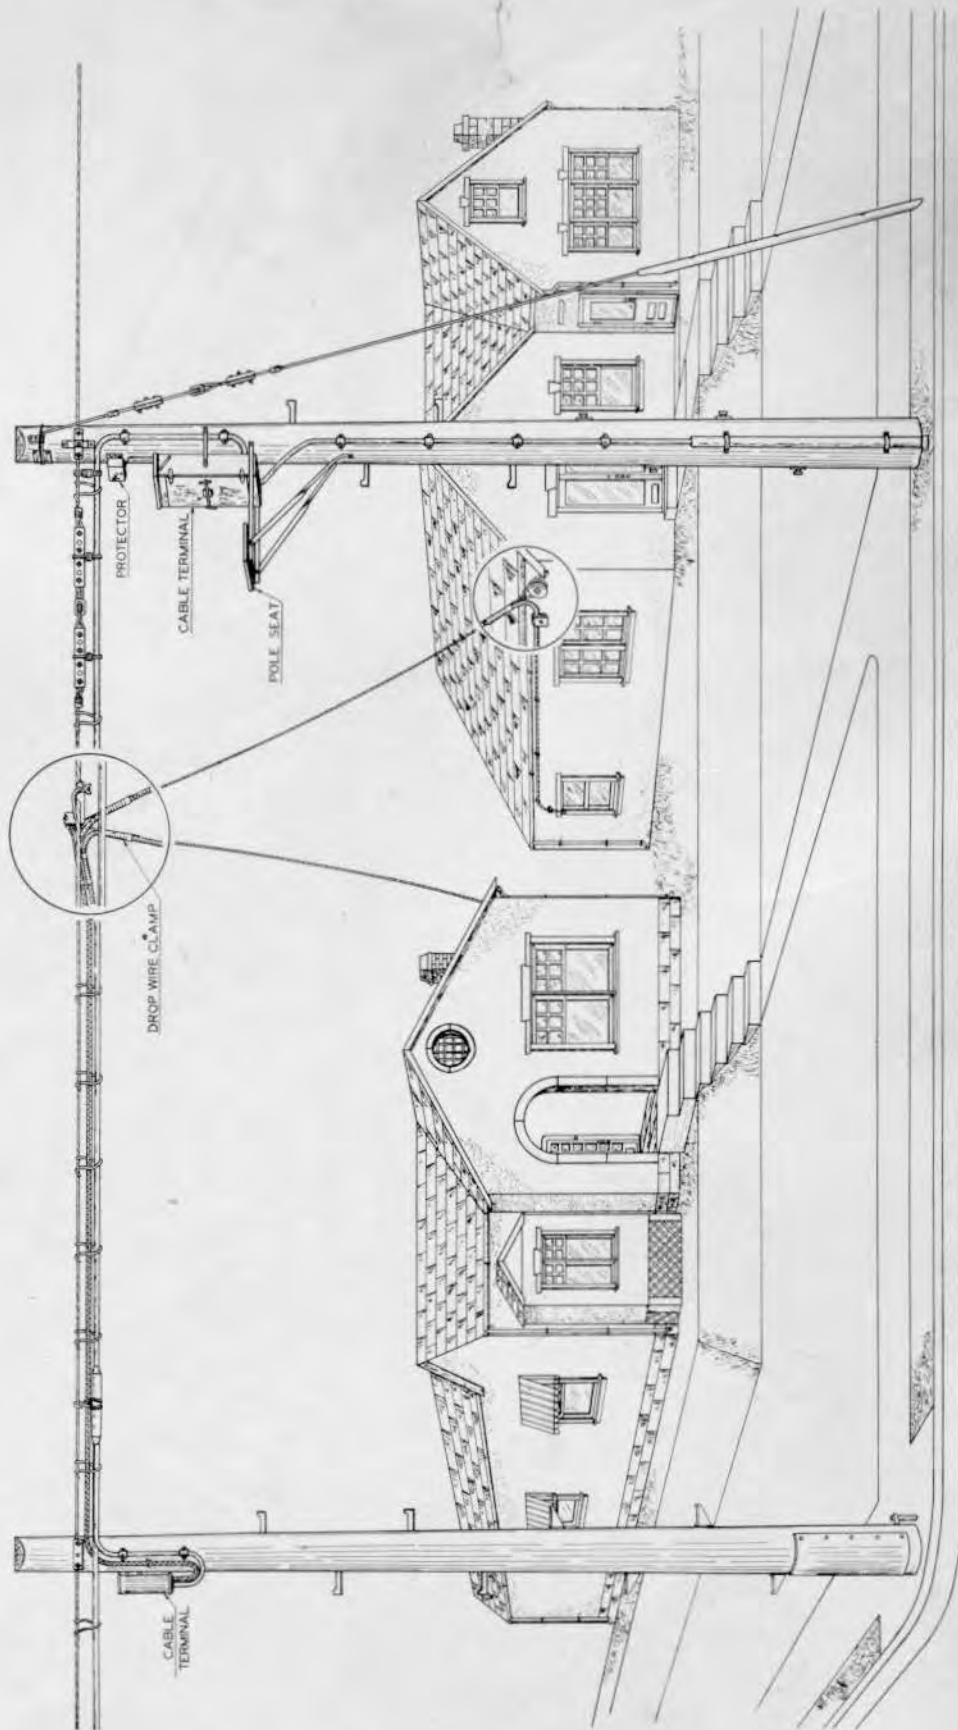 CABLE
TERMINAL
DROP WIRE CLAMP
PROTECTOR
CABLE TERMINAL
POLE SEAT